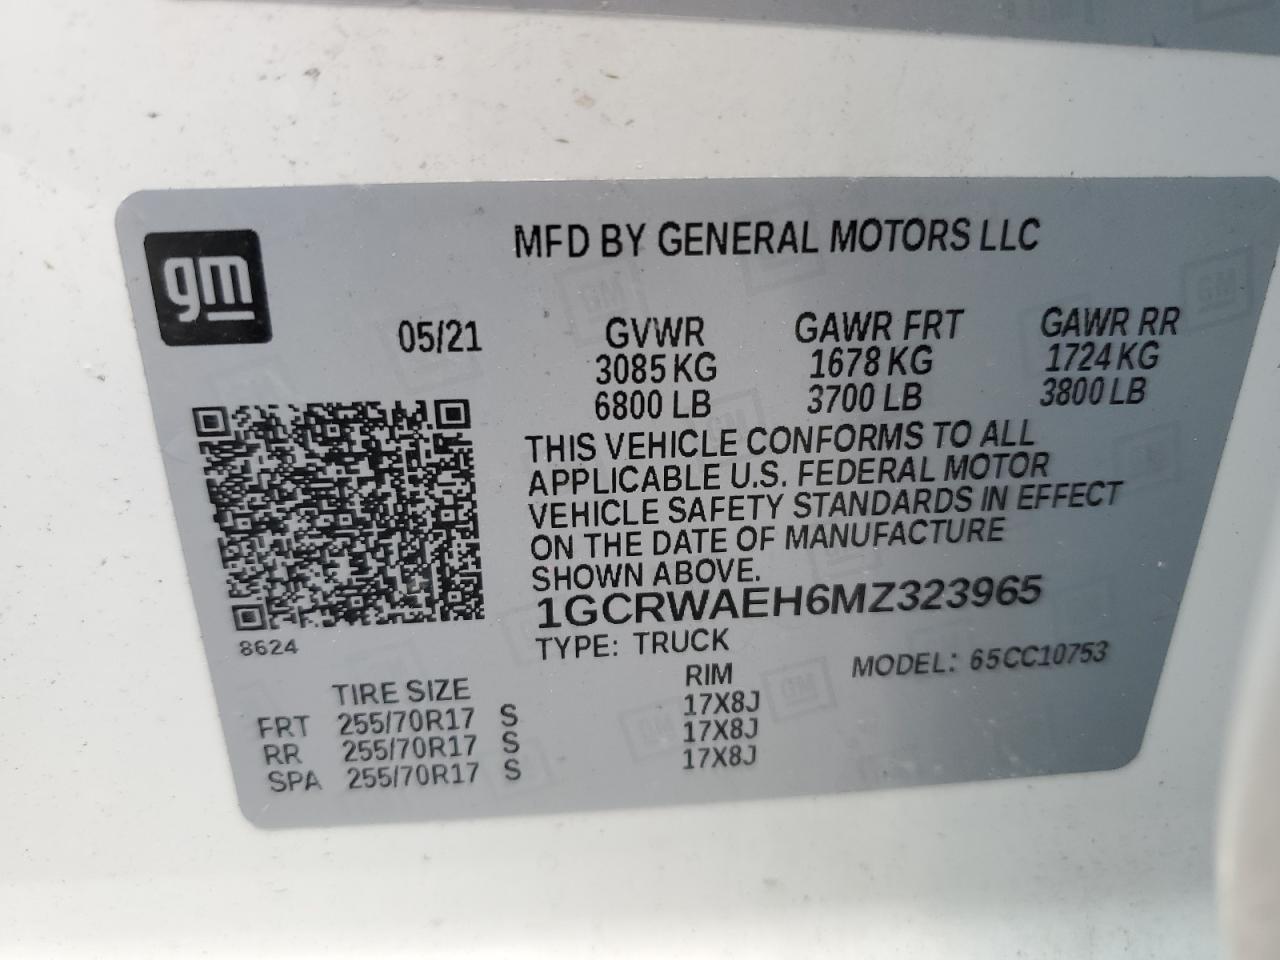 MFD BY GENERAL MOTORS LLC
gm
05/21 GVWR GAWR FRT GAWR RR
3085 KG 1678 KG 1724 KG
6800 LB 3700 LB 3800 LB
THIS VEHICLE CONFORMS TO ALL
APPLICABLE U.S. FEDERAL MOTOR
VEHICLE SAFETY STANDARDS IN EFFECT
ON THE DATE OF MANUFACTURE
SHOWN ABOVE.
1GCRWAEH6MZ323965
8624
TYPE: TRUCK MODEL: 65CC10753
TIRE SIZE RIM
FRT 255/70R17 S 17X8J
RR 255/70R17 S 17X8J
SPA 255/70R17 S 17X8J